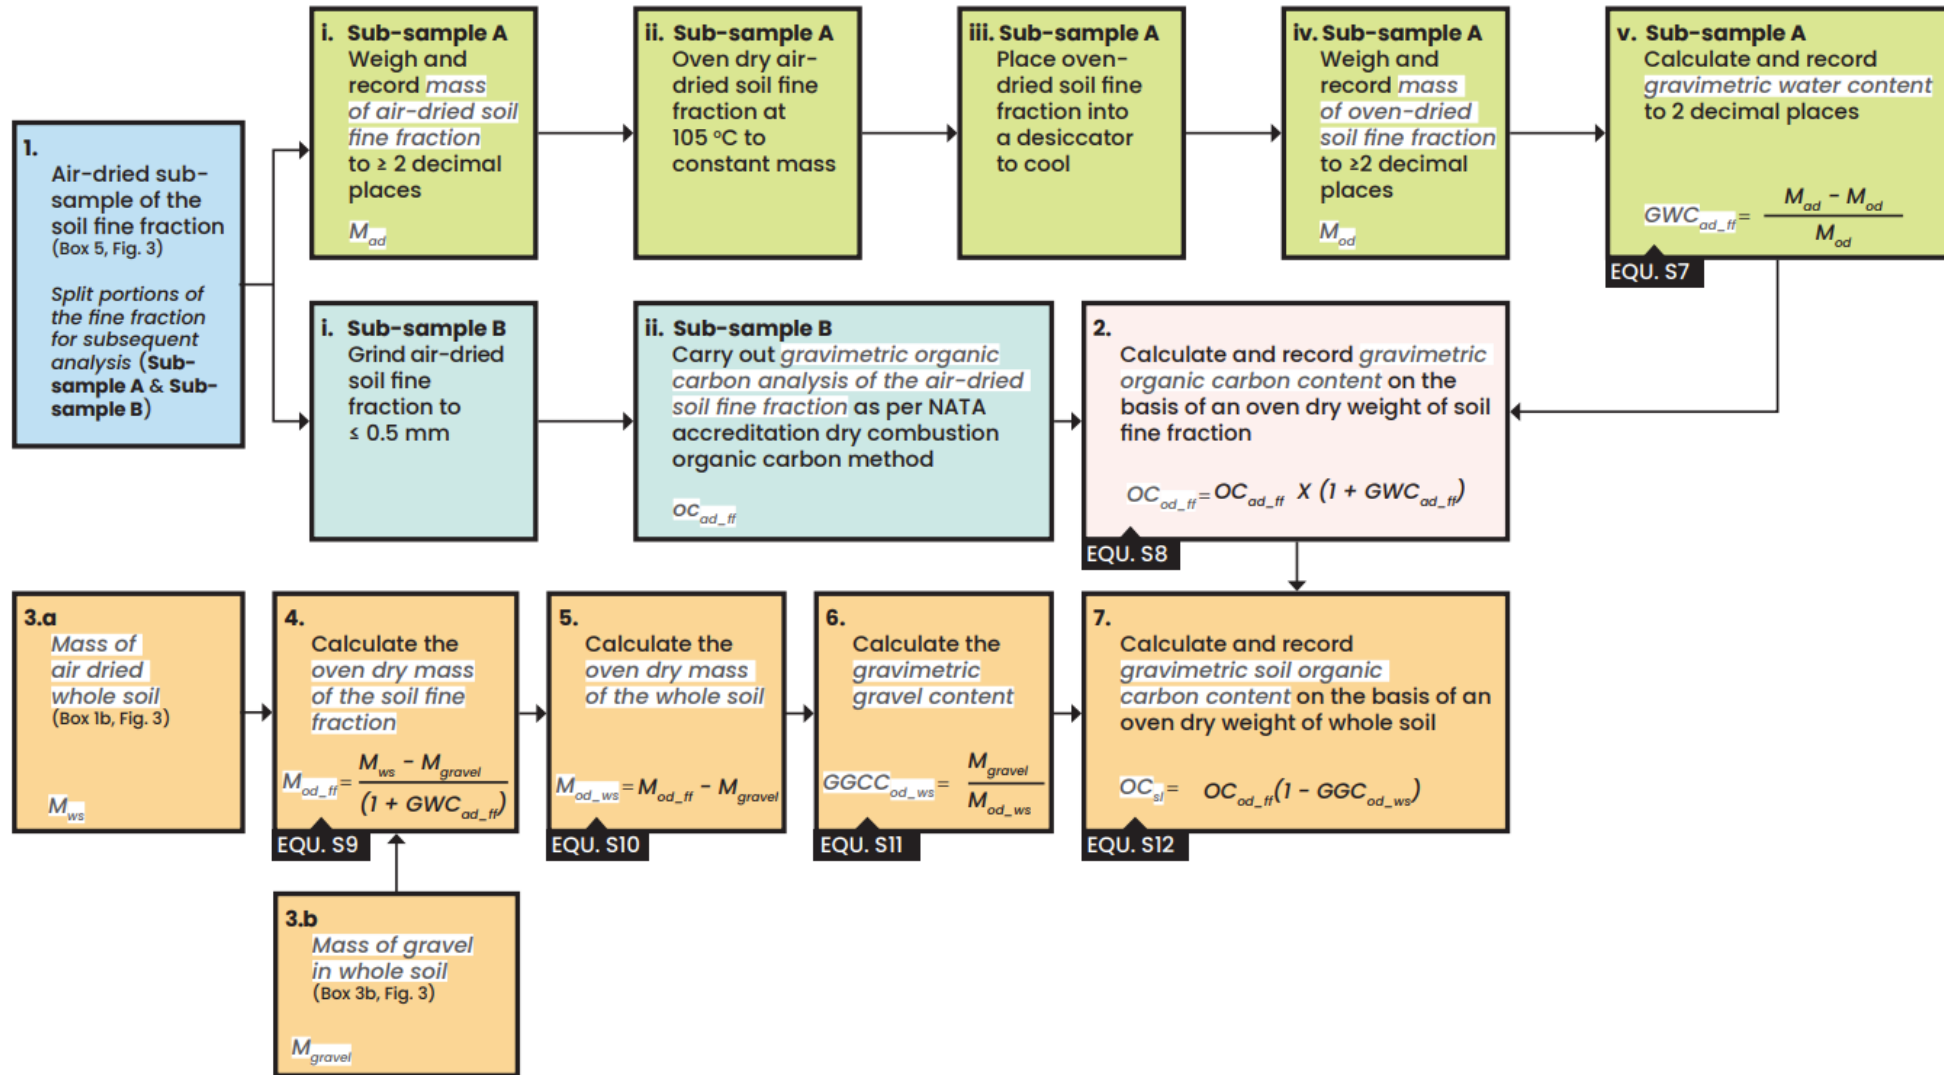 1.
Air-dried sub-
sample of the
soil fine fraction
(Box 5, Fig. 3)
Split portions of
the fine fraction
for subsequent
analysis (Sub-
sample A & Sub-
sample B)
i. Sub-sample A
Weigh and
record mass
of air-dried soil
fine fraction
to ≥ 2 decimal
places
M_ad
ii. Sub-sample A
Oven dry air-
dried soil fine
fraction at
105 °C to
constant mass
iii. Sub-sample A
Place oven-
dried soil fine
fraction into
a desiccator
to cool
iv. Sub-sample A
Weigh and
record mass
of oven-dried
soil fine fraction
to ≥2 decimal
places
M_od
v. Sub-sample A
Calculate and record
gravimetric water content
to 2 decimal places
GWC_ad_ff = (M_ad − M_od) / M_od
EQU. S7
i. Sub-sample B
Grind air-dried
soil fine
fraction to
≤ 0.5 mm
ii. Sub-sample B
Carry out gravimetric organic
carbon analysis of the air-dried
soil fine fraction as per NATA
accreditation dry combustion
organic carbon method
OC_ad_ff
2.
Calculate and record gravimetric
organic carbon content on the
basis of an oven dry weight of soil
fine fraction
OC_od_ff = OC_ad_ff X (1 + GWC_ad_ff)
EQU. S8
3.a
Mass of
air dried
whole soil
(Box 1b, Fig. 3)
M_ws
4.
Calculate the
oven dry mass
of the soil fine
fraction
M_od_ff = (M_ws − M_gravel) / (1 + GWC_ad_ff)
EQU. S9
5.
Calculate the
oven dry mass
of the whole soil
M_od_ws = M_od_ff − M_gravel
EQU. S10
6.
Calculate the
gravimetric
gravel content
GGCC_od_ws = M_gravel / M_od_ws
EQU. S11
7.
Calculate and record
gravimetric soil organic
carbon content on the basis of an
oven dry weight of whole soil
OC_sl = OC_od_ff(1 − GGC_od_ws)
EQU. S12
3.b
Mass of gravel
in whole soil
(Box 3b, Fig. 3)
M_gravel